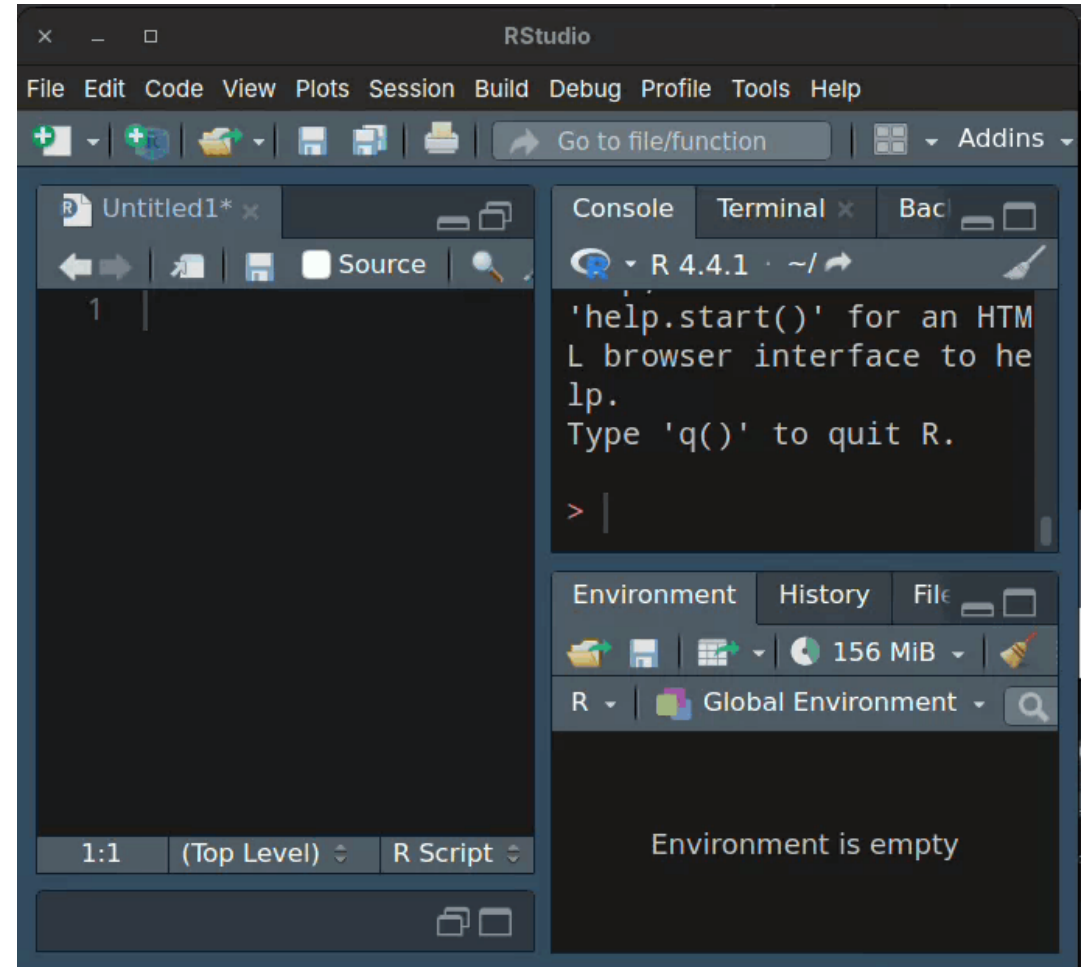 RStudio
File Edit Code View Plots Session Build Debug Profile Tools Help
Go to file/function Addins
Untitled1*
Source
1
1:1 (Top Level) R Script
Console Terminal Bac
R 4.4.1 · ~/
'help.start()' for an HTM
L browser interface to he
lp.
Type 'q()' to quit R.
>
Environment History File
156 MiB
R Global Environment
Environment is empty